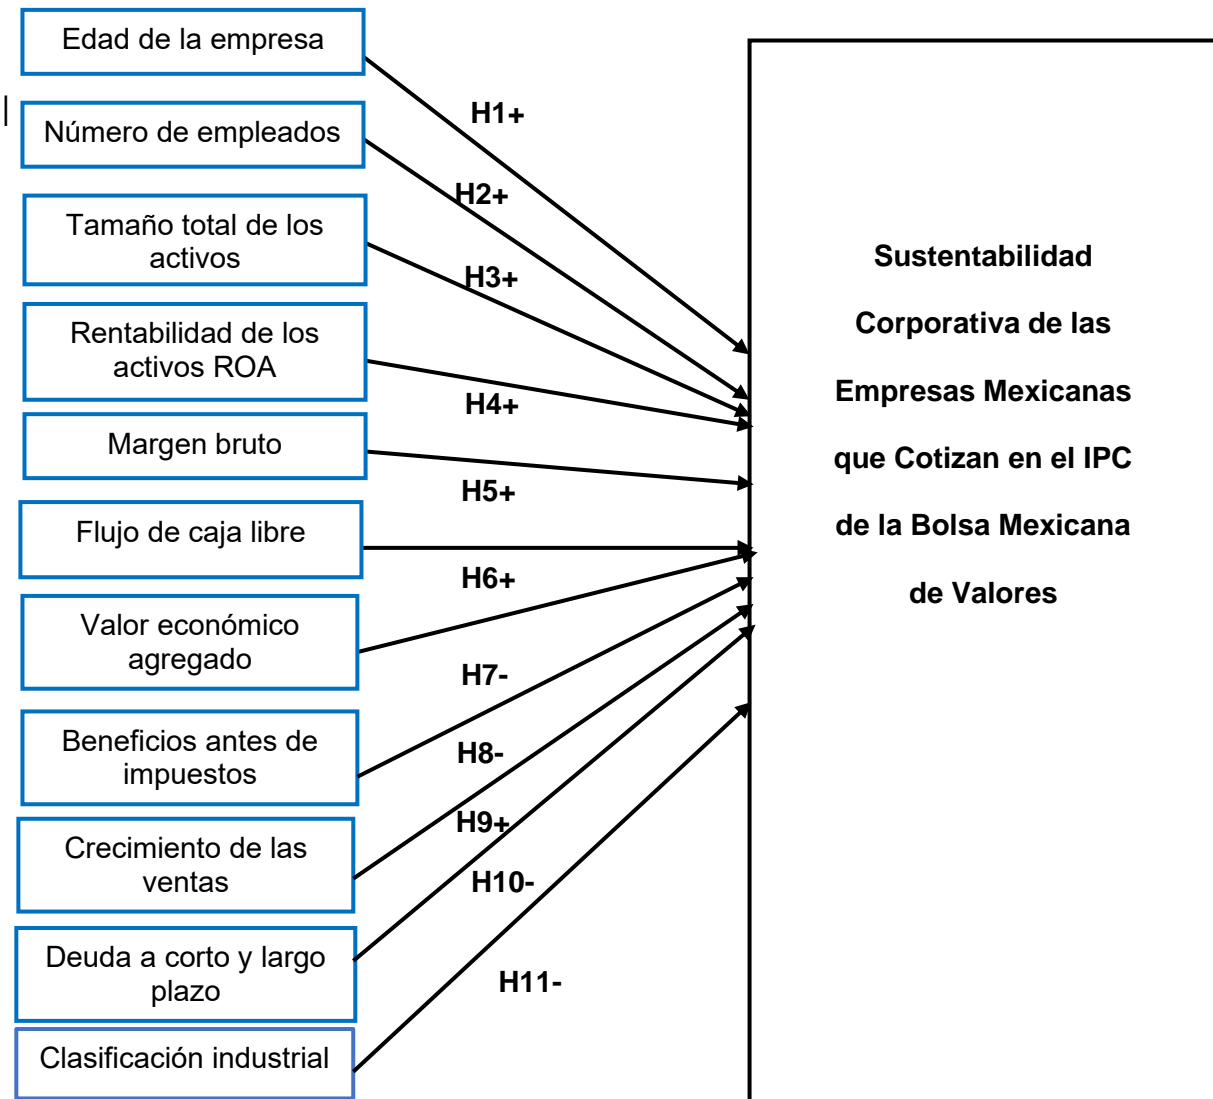 Edad de la empresa
|
Número de empleados
Tamaño total de los
activos
Rentabilidad de los
activos ROA
Margen bruto
Flujo de caja libre
Valor económico
agregado
Beneficios antes de
impuestos
Crecimiento de las
ventas
Deuda a corto y largo
plazo
Clasificación industrial
H1+
H2+
H3+
H4+
H5+
H6+
H7-
H8-
H9+
H10-
H11-
Sustentabilidad
Corporativa de las
Empresas Mexicanas
que Cotizan en el IPC
de la Bolsa Mexicana
de Valores